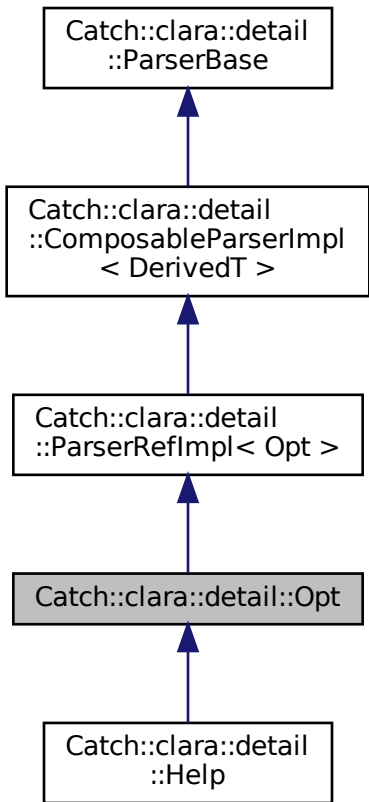 Catch::clara::detail
::ParserBase
Catch::clara::detail
::ComposableParserImpl
< DerivedT >
Catch::clara::detail
::ParserRefImpl< Opt >
Catch::clara::detail::Opt
Catch::clara::detail
::Help